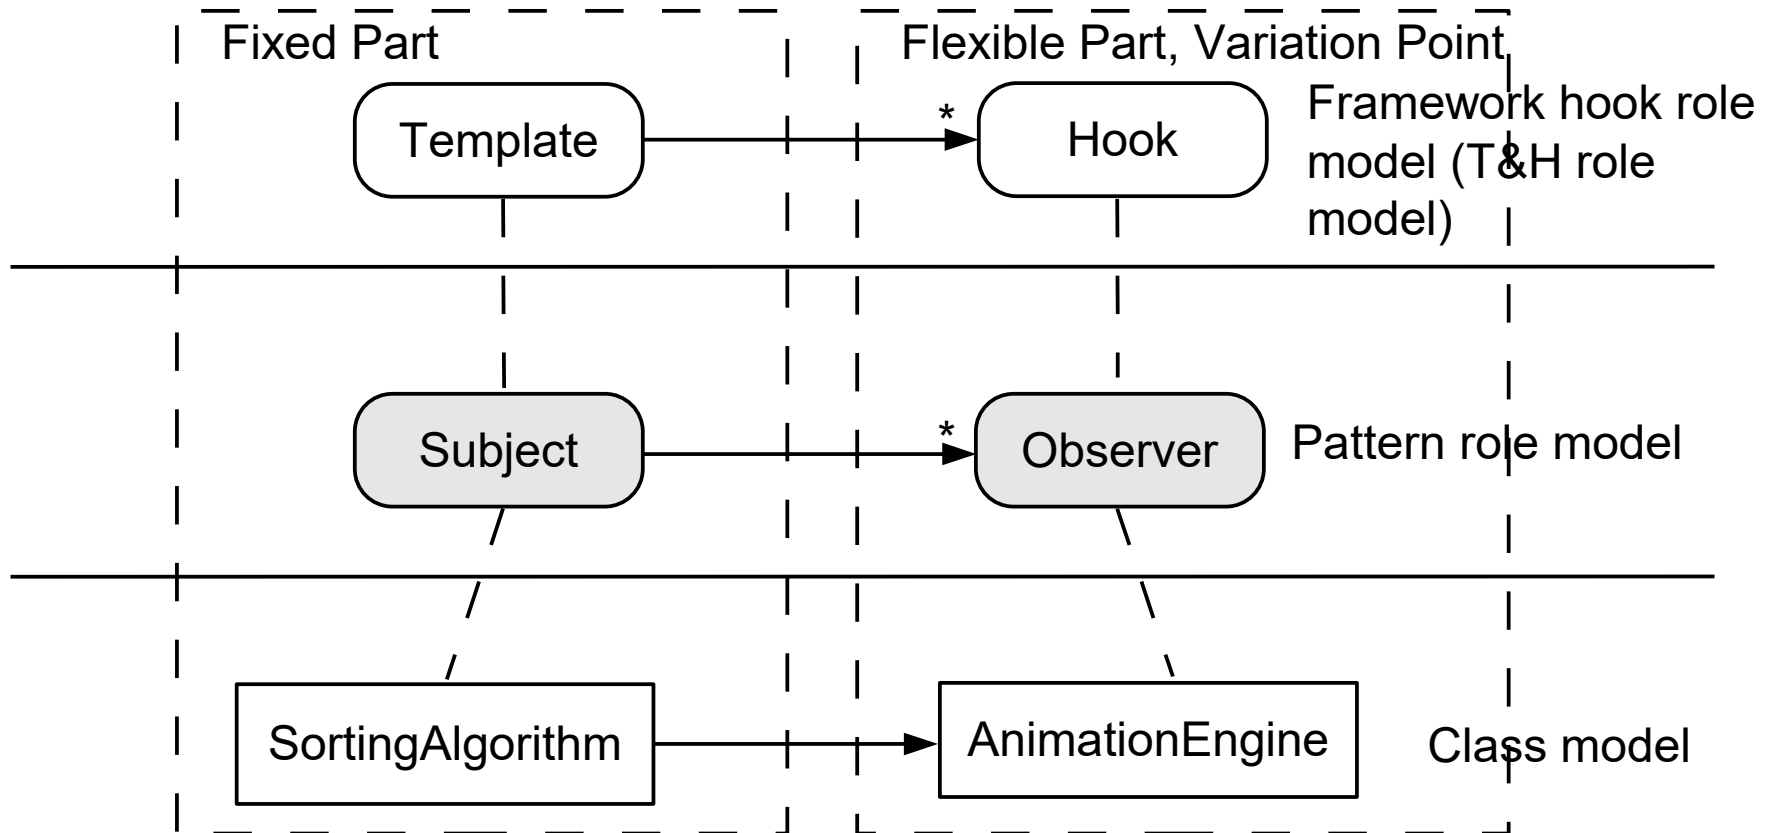 Fixed Part
Flexible Part, Variation Point
Template
*
Hook
Framework hook role
model (T&H role
model)
Subject
*
Observer
Pattern role model
SortingAlgorithm
AnimationEngine
Class model